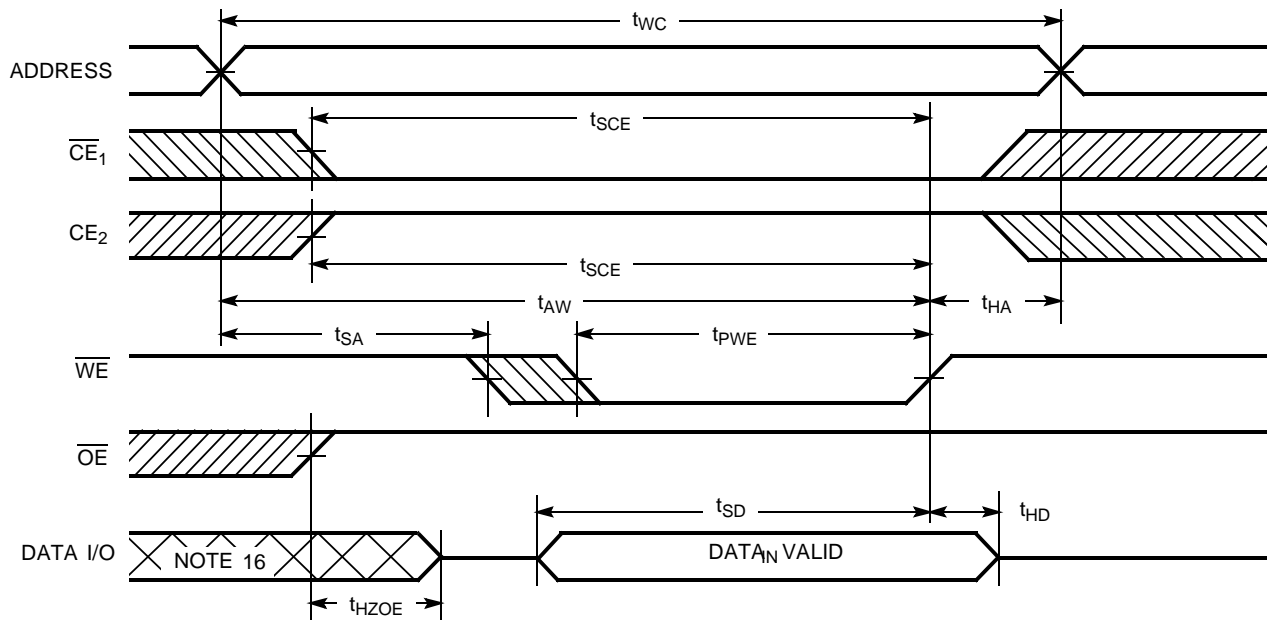 tWC
ADDRESS
tSCE
CE1
CE2
tSCE
tAW
tHA
tSA
tPWE
WE
OE
tSD
tHD
DATA I/O
NOTE 16
DATAIN VALID
tHZOE